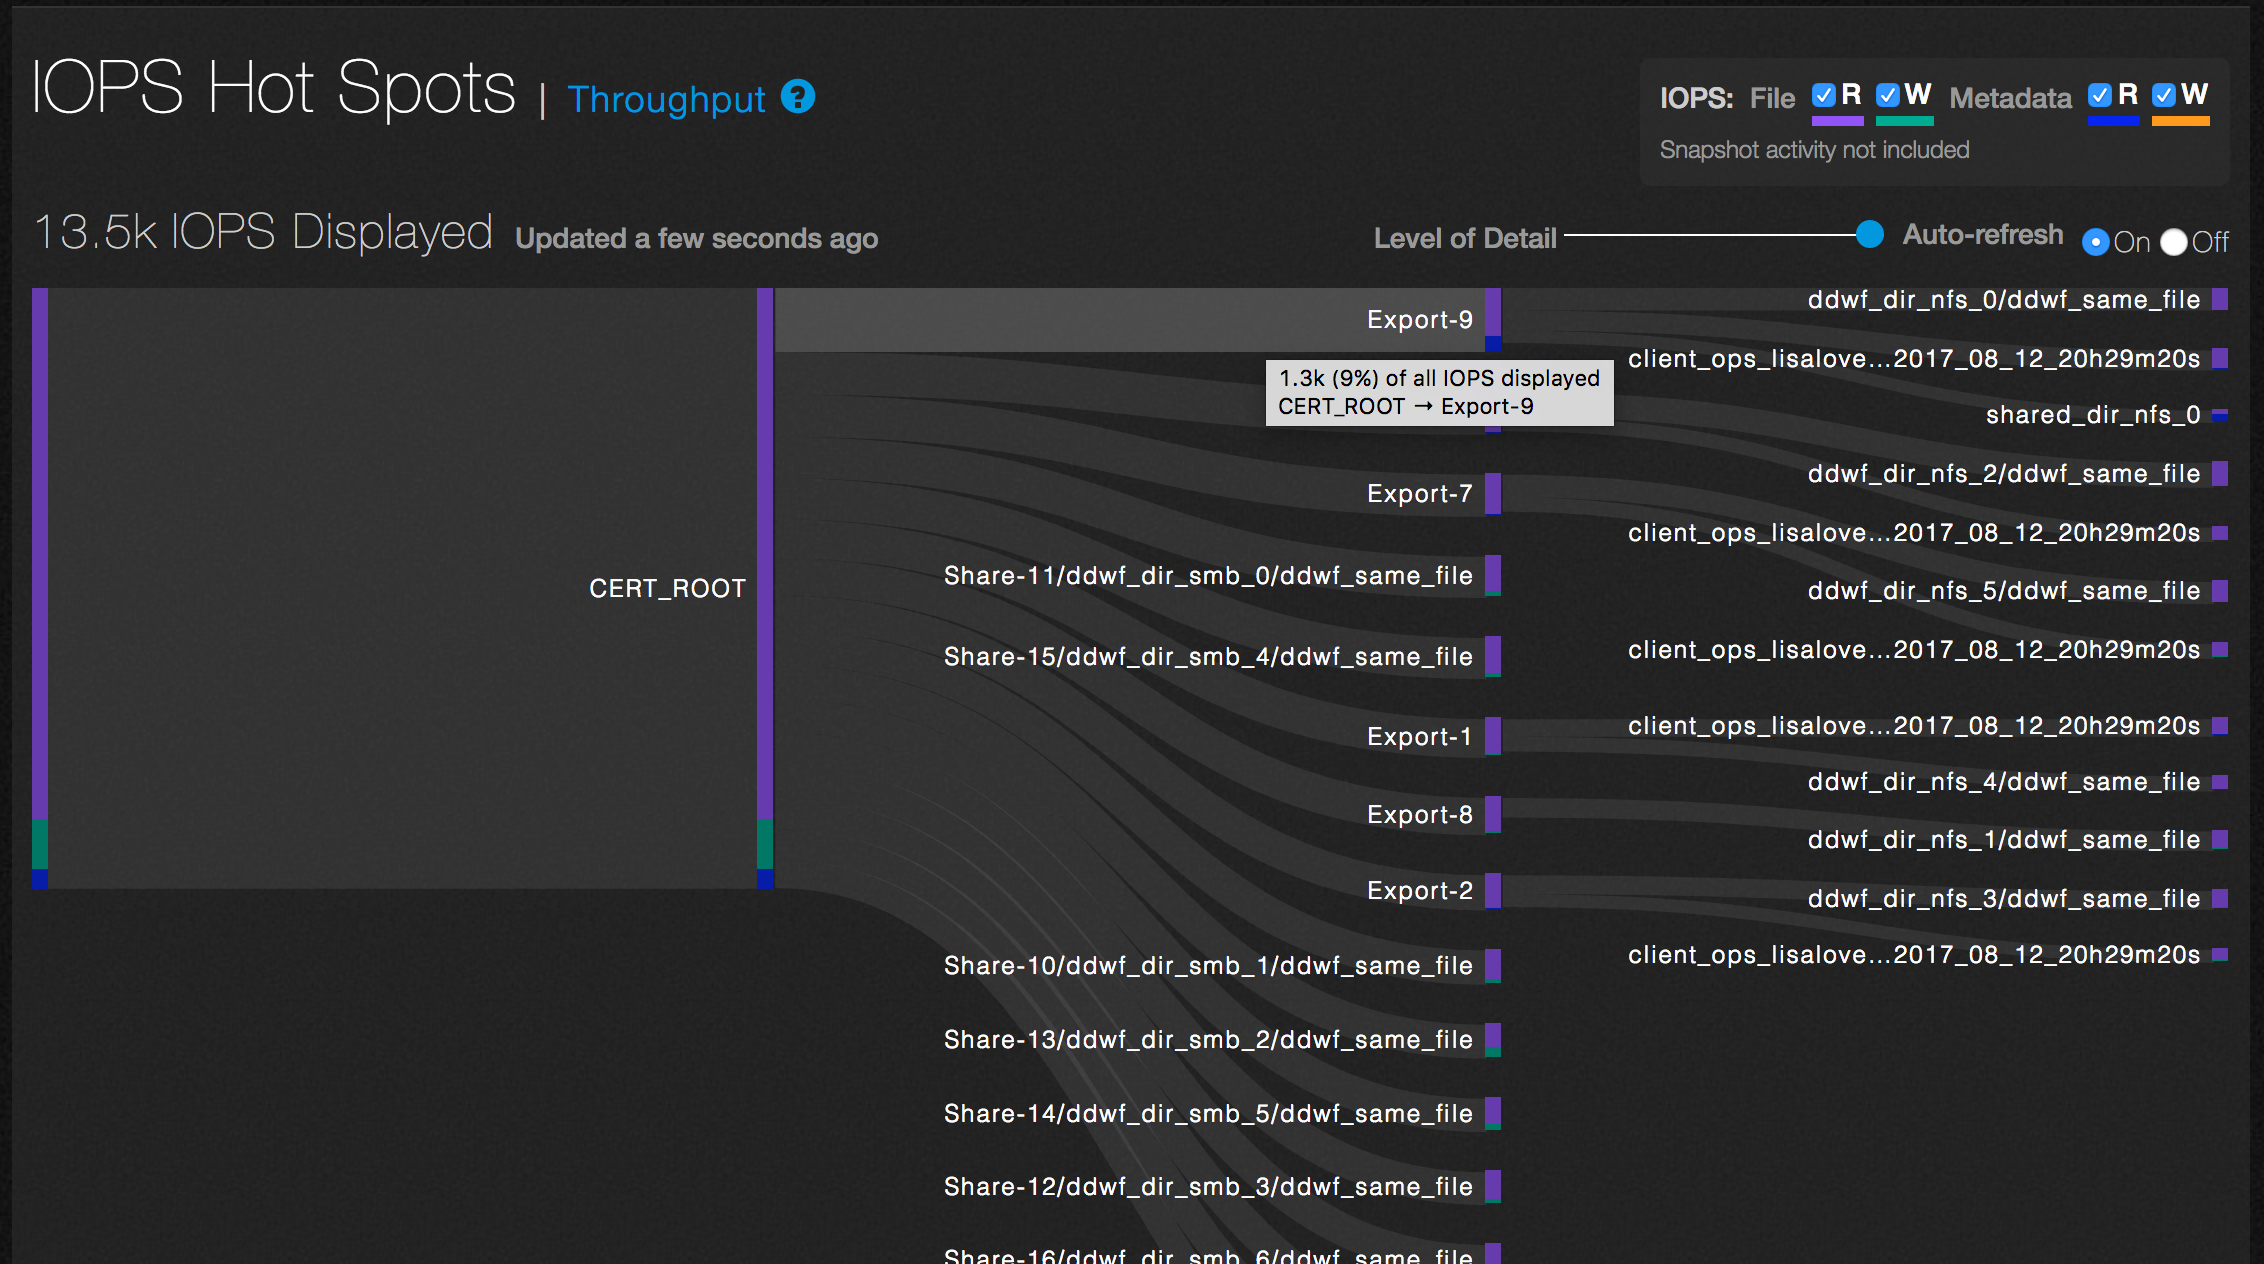 IOPS Hot Spots | Throughput ?
IOPS: File R W Metadata R W
Snapshot activity not included
13.5k IOPS Displayed Updated a few seconds ago
Level of Detail Auto-refresh On Off
CERT_ROOT
Export-9
1.3k (9%) of all IOPS displayed
CERT_ROOT → Export-9
Export-7
Share-11/ddwf_dir_smb_0/ddwf_same_file
Share-15/ddwf_dir_smb_4/ddwf_same_file
Export-1
Export-8
Export-2
Share-10/ddwf_dir_smb_1/ddwf_same_file
Share-13/ddwf_dir_smb_2/ddwf_same_file
Share-14/ddwf_dir_smb_5/ddwf_same_file
Share-12/ddwf_dir_smb_3/ddwf_same_file
Share-16/ddwf_dir_smb_6/ddwf_same_file
ddwf_dir_nfs_0/ddwf_same_file
client_ops_lisalove...2017_08_12_20h29m20s
shared_dir_nfs_0
ddwf_dir_nfs_2/ddwf_same_file
client_ops_lisalove...2017_08_12_20h29m20s
ddwf_dir_nfs_5/ddwf_same_file
client_ops_lisalove...2017_08_12_20h29m20s
client_ops_lisalove...2017_08_12_20h29m20s
ddwf_dir_nfs_4/ddwf_same_file
ddwf_dir_nfs_1/ddwf_same_file
ddwf_dir_nfs_3/ddwf_same_file
client_ops_lisalove...2017_08_12_20h29m20s